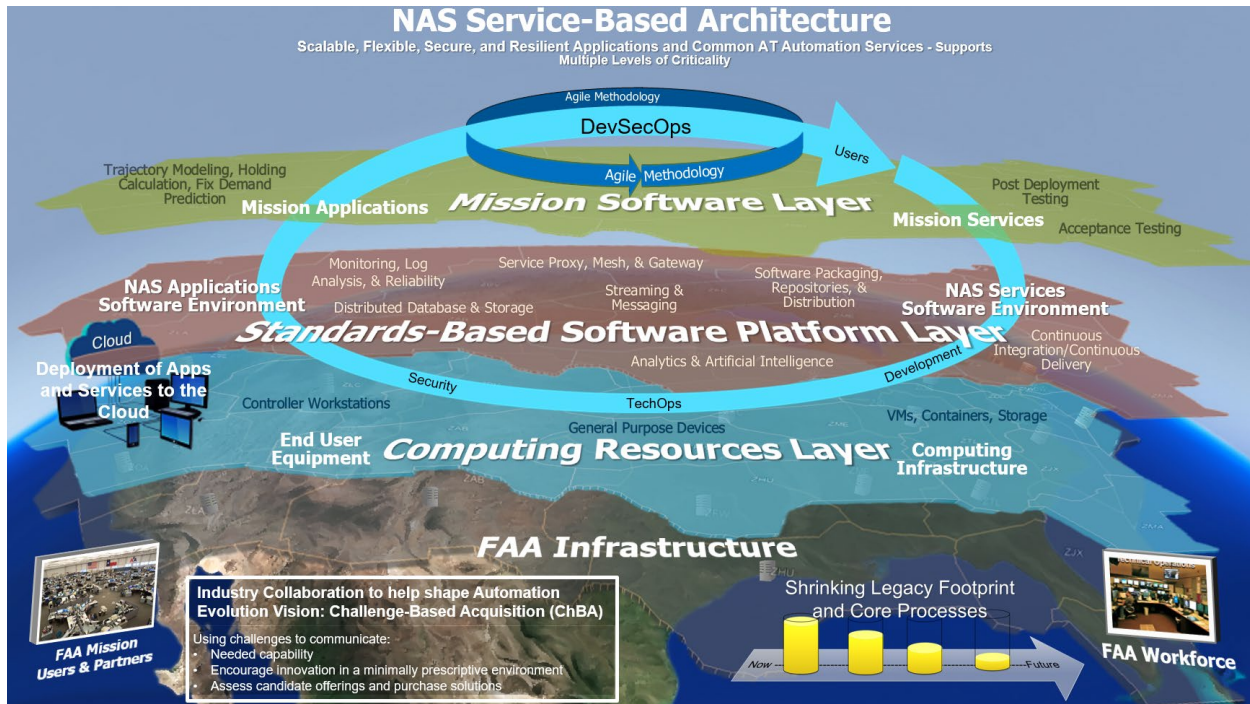 NAS Service-Based Architecture
Scalable, Flexible, Secure, and Resilient Applications and Common AT Automation Services - Supports
Multiple Levels of Criticality
Agile Methodology
DevSecOps
Users
Agile Methodology
Trajectory Modeling, Holding
Calculation, Fix Demand
Prediction
Mission Applications
Mission Software Layer
Mission Services
Post Deployment
Testing
Acceptance Testing
NAS Applications
Software Environment
Monitoring, Log
Analysis, & Reliability
Service Proxy, Mesh, & Gateway
Distributed Database & Storage
Streaming &
Messaging
Software Packaging,
Repositories, &
Distribution
NAS Services
Software Environment
Standards-Based Software Platform Layer
Analytics & Artificial Intelligence
Continuous
Integration/Continuous
Delivery
Cloud
Deployment of Apps
and Services to the
Cloud
Security
TechOps
Development
Controller Workstations
General Purpose Devices
VMs, Containers, Storage
End User
Equipment
Computing Resources Layer
Computing
Infrastructure
ZAB
ZLA
ZHU
ZJX
ZMA
FAA Infrastructure
FAA Mission
Users & Partners
Industry Collaboration to help shape Automation
Evolution Vision: Challenge-Based Acquisition (ChBA)
Using challenges to communicate:
• Needed capability
• Encourage innovation in a minimally prescriptive environment
• Assess candidate offerings and purchase solutions
Shrinking Legacy Footprint
and Core Processes
Now
Future
Technical Operations
FAA Workforce